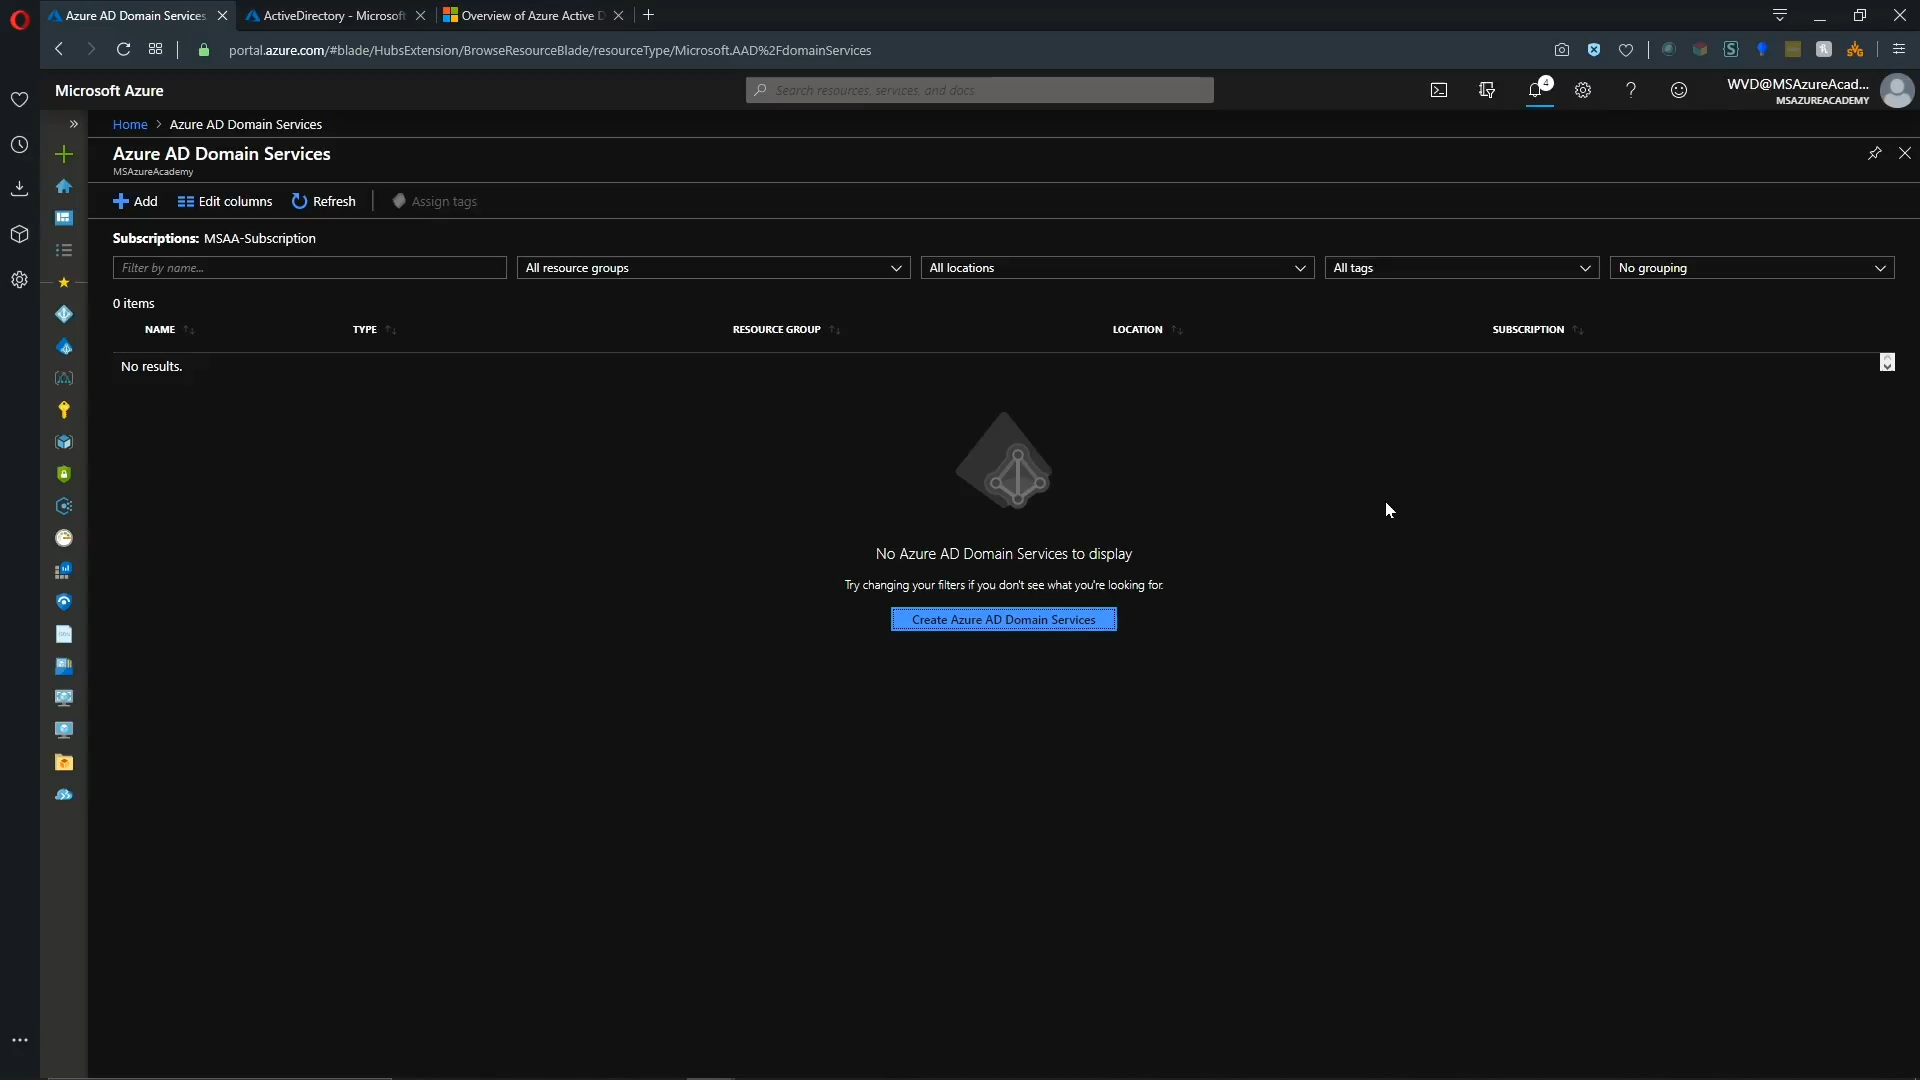 Azure AD Domain Services
ActiveDirectory - Microsoft
Overview of Azure Active D
portal.azure.com/#blade/HubsExtension/BrowseResourceBlade/resourceType/Microsoft.AAD%2FdomainServices
Microsoft Azure
Search resources, services, and docs
4
WVD@MSAzureAcad...
MSAZUREACADEMY
Home > Azure AD Domain Services
Azure AD Domain Services
MSAzureAcademy
Add
Edit columns
Refresh
Assign tags
Subscriptions: MSAA-Subscription
Filter by name...
All resource groups
All locations
All tags
No grouping
0 items
NAME
TYPE
RESOURCE GROUP
LOCATION
SUBSCRIPTION
No results.
No Azure AD Domain Services to display
Try changing your filters if you don't see what you're looking for.
Create Azure AD Domain Services